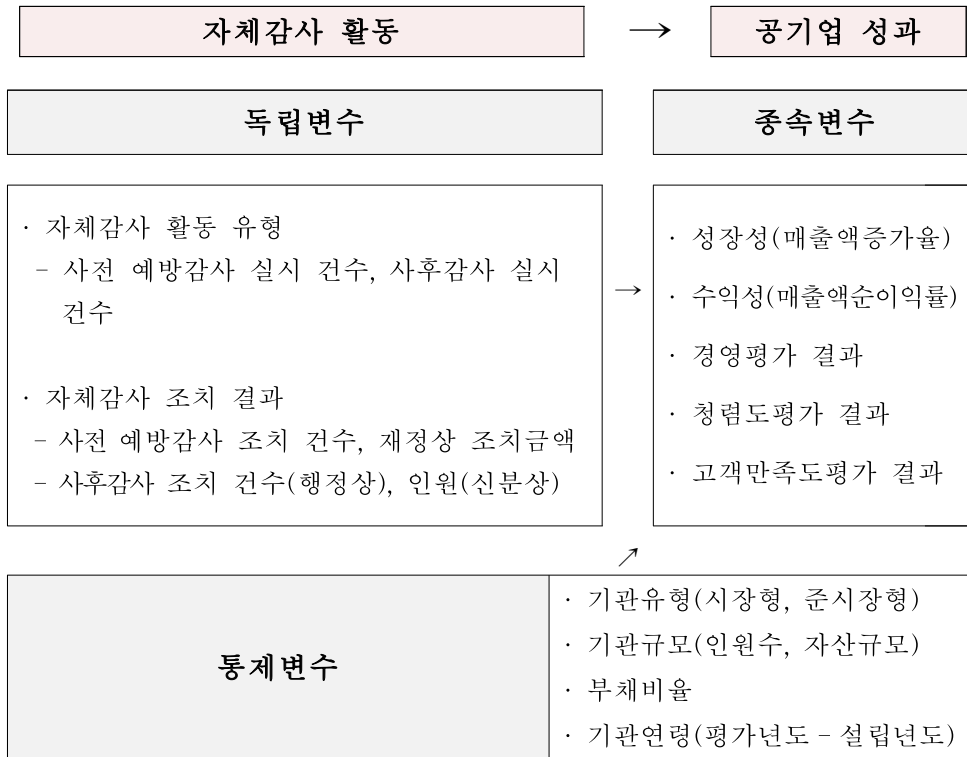 자체감사 활동 → 공기업 성과
독립변수
종속변수
· 자체감사 활동 유형
- 사전 예방감사 실시 건수, 사후감사 실시
건수
· 자체감사 조치 결과
- 사전 예방감사 조치 건수, 재정상 조치금액
- 사후감사 조치 건수(행정상), 인원(신분상)
→
· 성장성(매출액증가율)
· 수익성(매출액순이익률)
· 경영평가 결과
· 청렴도평가 결과
· 고객만족도평가 결과
↗
통제변수
· 기관유형(시장형, 준시장형)
· 기관규모(인원수, 자산규모)
· 부채비율
· 기관연령(평가년도 - 설립년도)